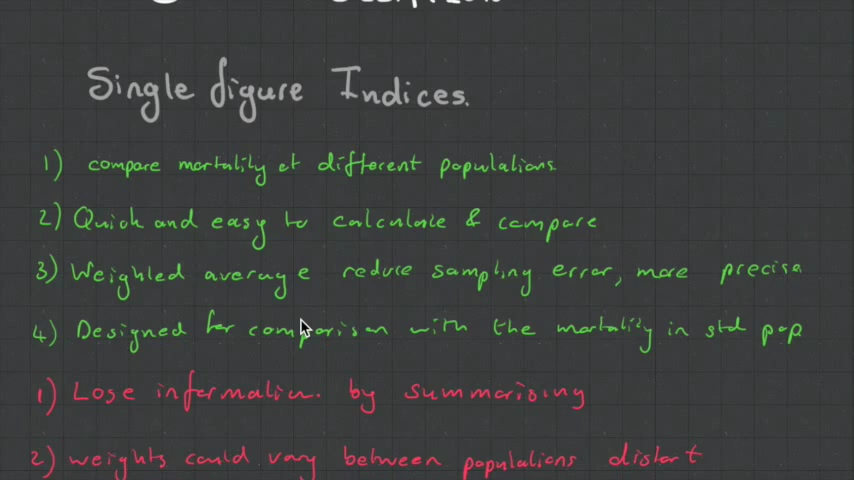 Single figure Indices.
1) compare mortality at different populations.
2) Quick and easy to calculate & compare
3) Weighted average reduce sampling error, more precise
4) Designed for comparison with the mortality in std pop
1) Lose information. by summarising
2) weights could vary between populations distort